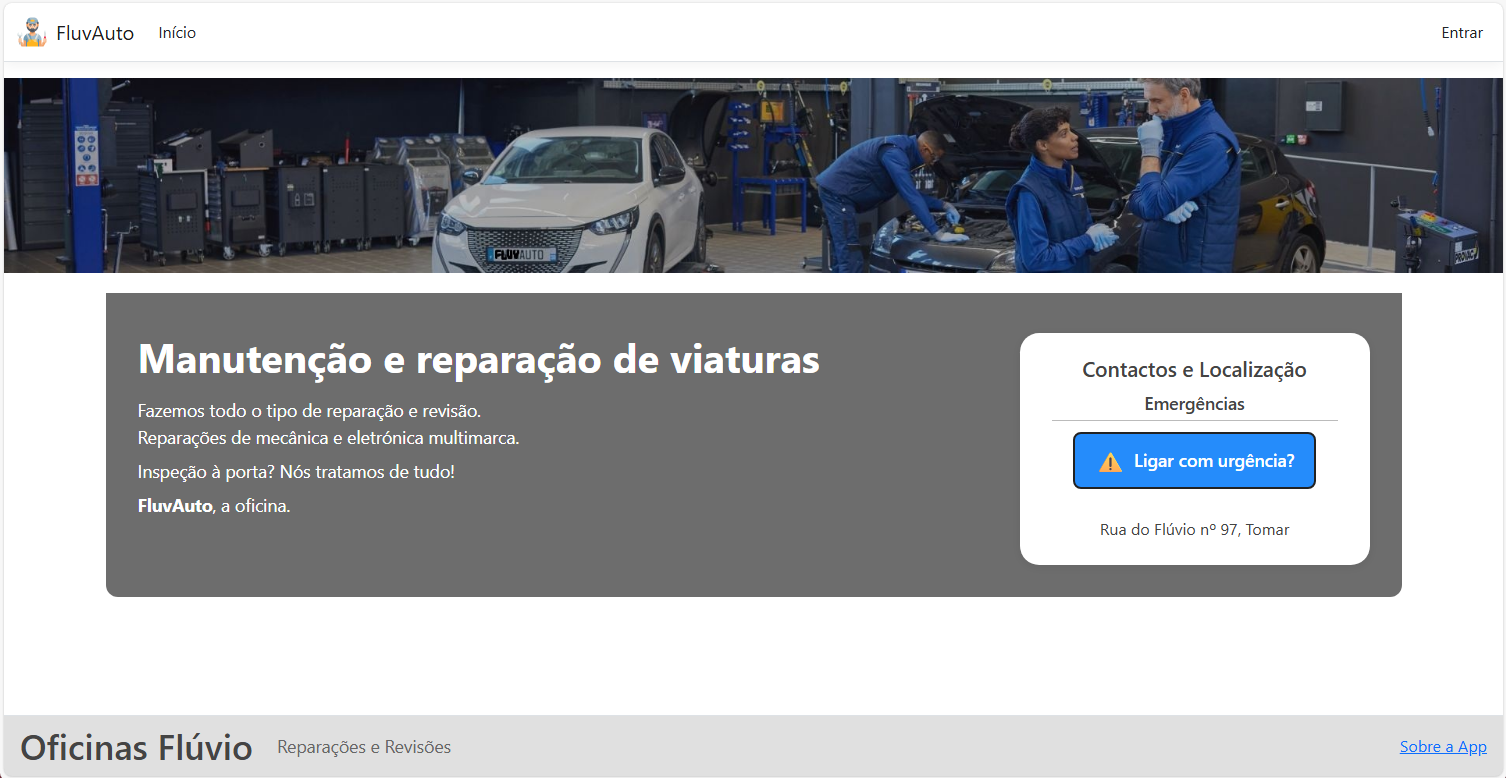 FluvAuto
Início
Entrar
FLUVAUTO
Manutenção e reparação de viaturas
Fazemos todo o tipo de reparação e revisão.
Reparações de mecânica e eletrónica multimarca.
Inspeção à porta? Nós tratamos de tudo!
FluvAuto, a oficina.
Contactos e Localização
Emergências
Ligar com urgência?
Rua do Flúvio nº 97, Tomar
Oficinas Flúvio
Reparações e Revisões
Sobre a App